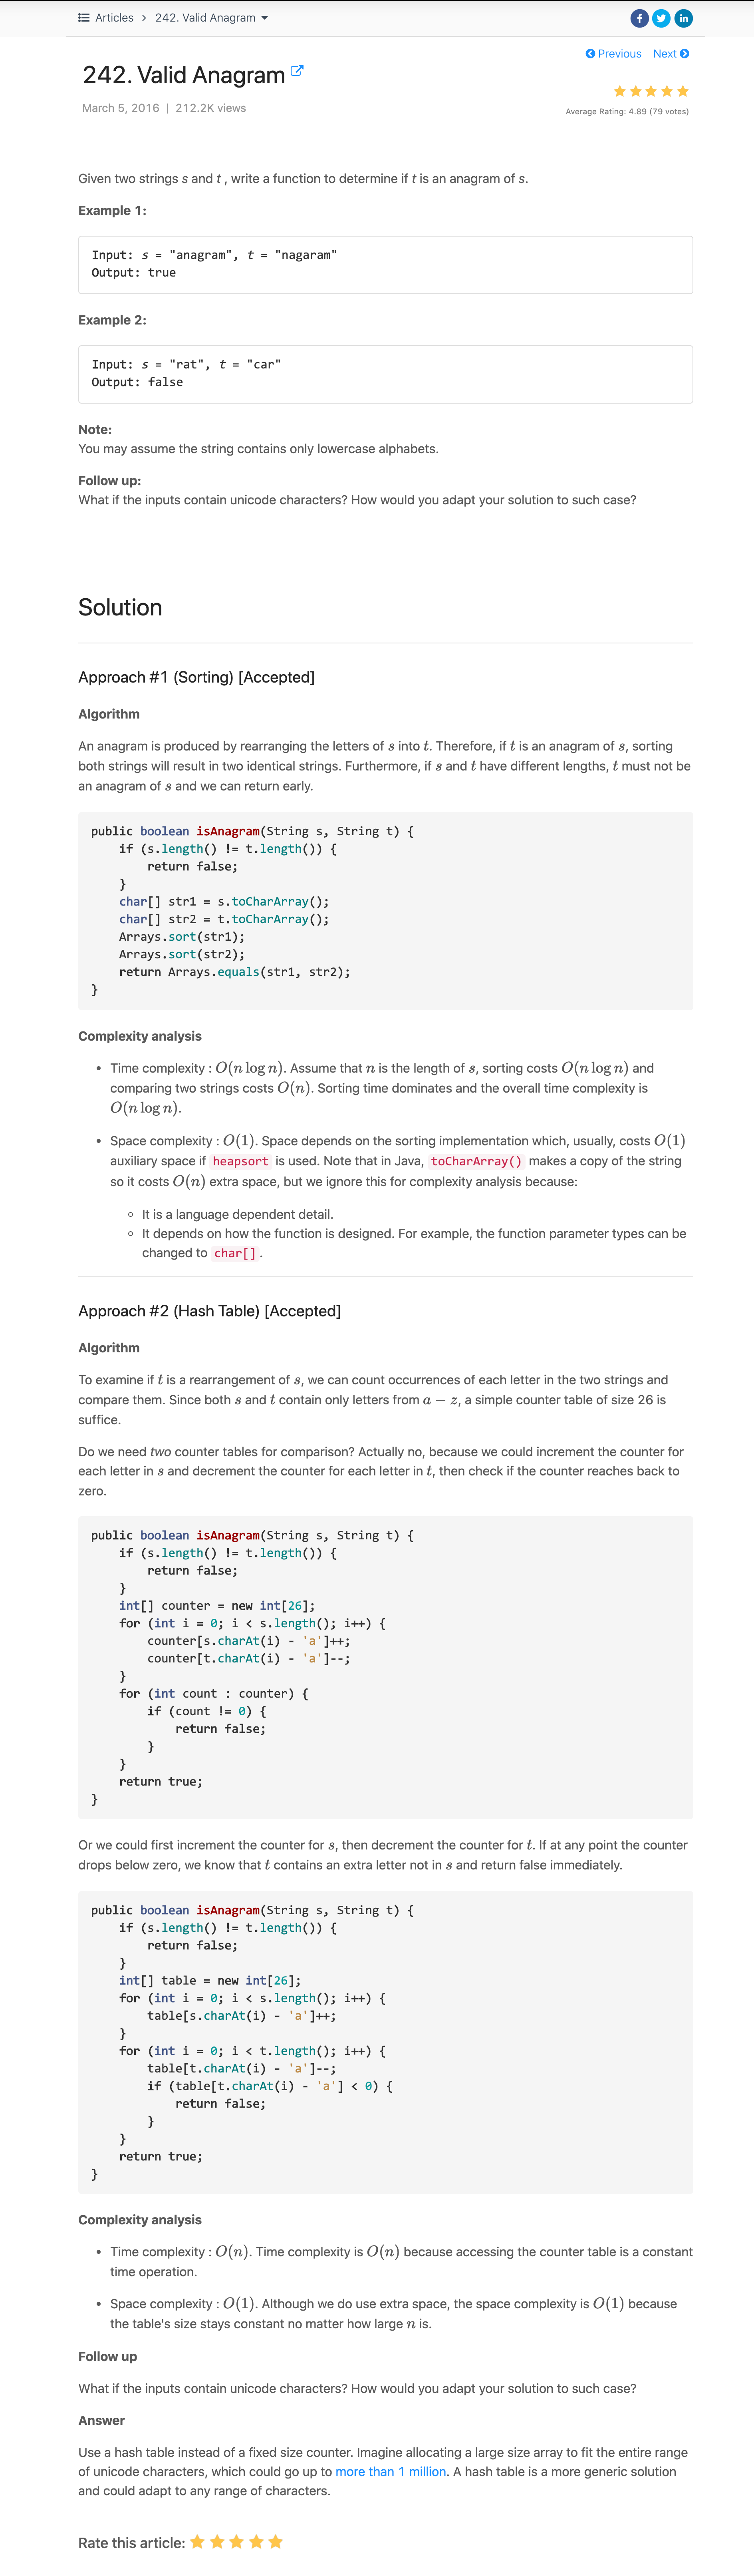 Articles > 242. Valid Anagram
Previous Next
242. Valid Anagram
March 5, 2016 | 212.2K views
Average Rating: 4.89 (79 votes)
Given two strings s and t , write a function to determine if t is an anagram of s.
Example 1:
Input: s = "anagram", t = "nagaram"
Output: true
Example 2:
Input: s = "rat", t = "car"
Output: false
Note:
You may assume the string contains only lowercase alphabets.
Follow up:
What if the inputs contain unicode characters? How would you adapt your solution to such case?
Solution
Approach #1 (Sorting) [Accepted]
Algorithm
An anagram is produced by rearranging the letters of s into t. Therefore, if t is an anagram of s, sorting
both strings will result in two identical strings. Furthermore, if s and t have different lengths, t must not be
an anagram of s and we can return early.
public boolean isAnagram(String s, String t) {
    if (s.length() != t.length()) {
        return false;
    }
    char[] str1 = s.toCharArray();
    char[] str2 = t.toCharArray();
    Arrays.sort(str1);
    Arrays.sort(str2);
    return Arrays.equals(str1, str2);
}
Complexity analysis
• Time complexity : O(n log n). Assume that n is the length of s, sorting costs O(n log n) and
comparing two strings costs O(n). Sorting time dominates and the overall time complexity is
O(n log n).
• Space complexity : O(1). Space depends on the sorting implementation which, usually, costs O(1)
auxiliary space if heapsort is used. Note that in Java, toCharArray() makes a copy of the string
so it costs O(n) extra space, but we ignore this for complexity analysis because:
◦ It is a language dependent detail.
◦ It depends on how the function is designed. For example, the function parameter types can be
changed to char[] .
Approach #2 (Hash Table) [Accepted]
Algorithm
To examine if t is a rearrangement of s, we can count occurrences of each letter in the two strings and
compare them. Since both s and t contain only letters from a − z, a simple counter table of size 26 is
suffice.
Do we need two counter tables for comparison? Actually no, because we could increment the counter for
each letter in s and decrement the counter for each letter in t, then check if the counter reaches back to
zero.
public boolean isAnagram(String s, String t) {
    if (s.length() != t.length()) {
        return false;
    }
    int[] counter = new int[26];
    for (int i = 0; i < s.length(); i++) {
        counter[s.charAt(i) - 'a']++;
        counter[t.charAt(i) - 'a']--;
    }
    for (int count : counter) {
        if (count != 0) {
            return false;
        }
    }
    return true;
}
Or we could first increment the counter for s, then decrement the counter for t. If at any point the counter
drops below zero, we know that t contains an extra letter not in s and return false immediately.
public boolean isAnagram(String s, String t) {
    if (s.length() != t.length()) {
        return false;
    }
    int[] table = new int[26];
    for (int i = 0; i < s.length(); i++) {
        table[s.charAt(i) - 'a']++;
    }
    for (int i = 0; i < t.length(); i++) {
        table[t.charAt(i) - 'a']--;
        if (table[t.charAt(i) - 'a'] < 0) {
            return false;
        }
    }
    return true;
}
Complexity analysis
• Time complexity : O(n). Time complexity is O(n) because accessing the counter table is a constant
time operation.
• Space complexity : O(1). Although we do use extra space, the space complexity is O(1) because
the table's size stays constant no matter how large n is.
Follow up
What if the inputs contain unicode characters? How would you adapt your solution to such case?
Answer
Use a hash table instead of a fixed size counter. Imagine allocating a large size array to fit the entire range
of unicode characters, which could go up to more than 1 million. A hash table is a more generic solution
and could adapt to any range of characters.
Rate this article: